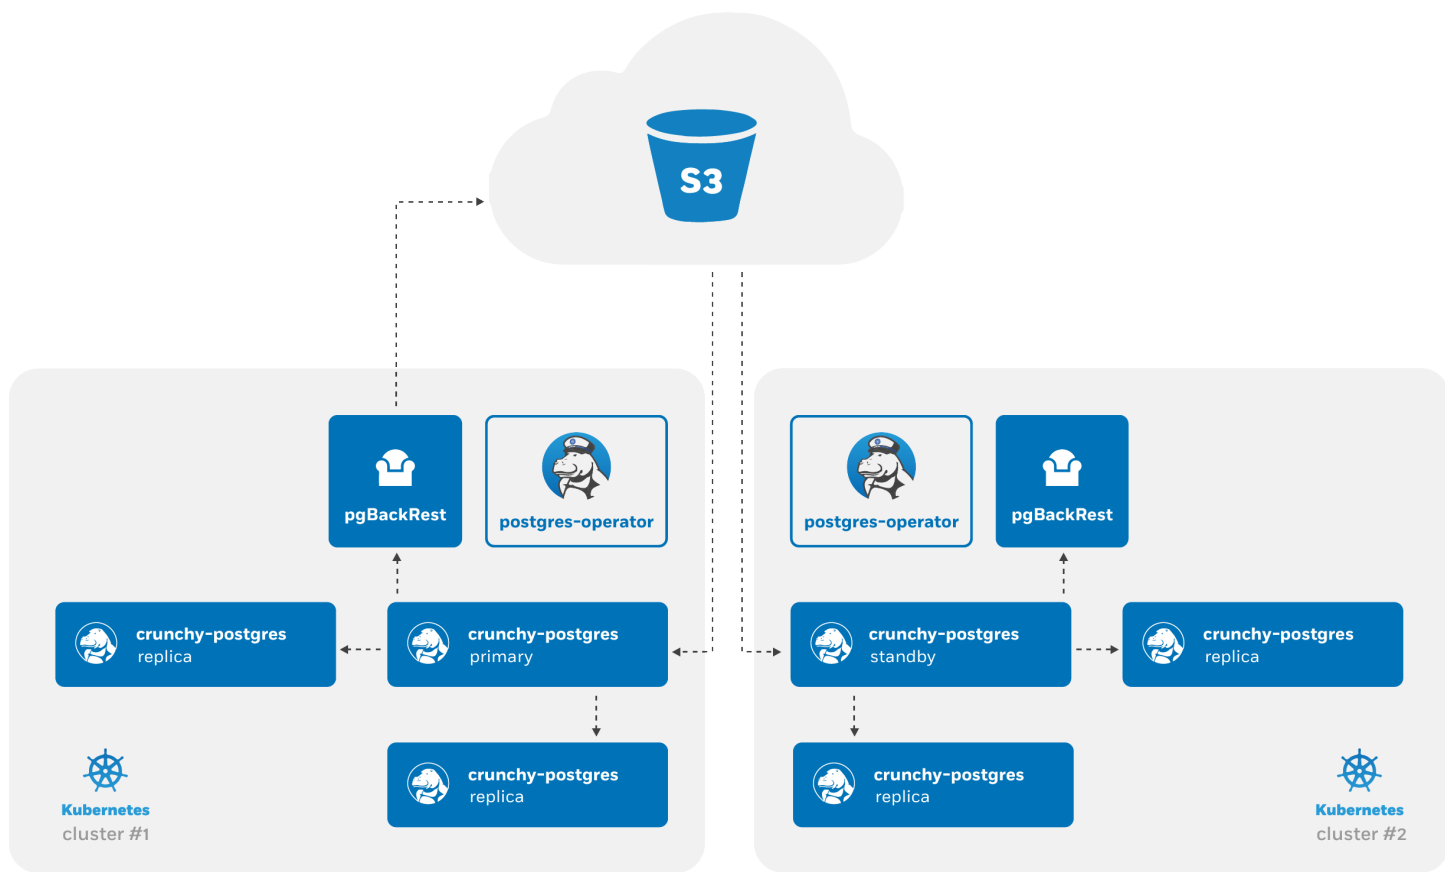 S3
pgBackRest
postgres-operator
crunchy-postgres
replica
crunchy-postgres
primary
crunchy-postgres
replica
Kubernetes
cluster #1
postgres-operator
pgBackRest
crunchy-postgres
standby
crunchy-postgres
replica
crunchy-postgres
replica
Kubernetes
cluster #2